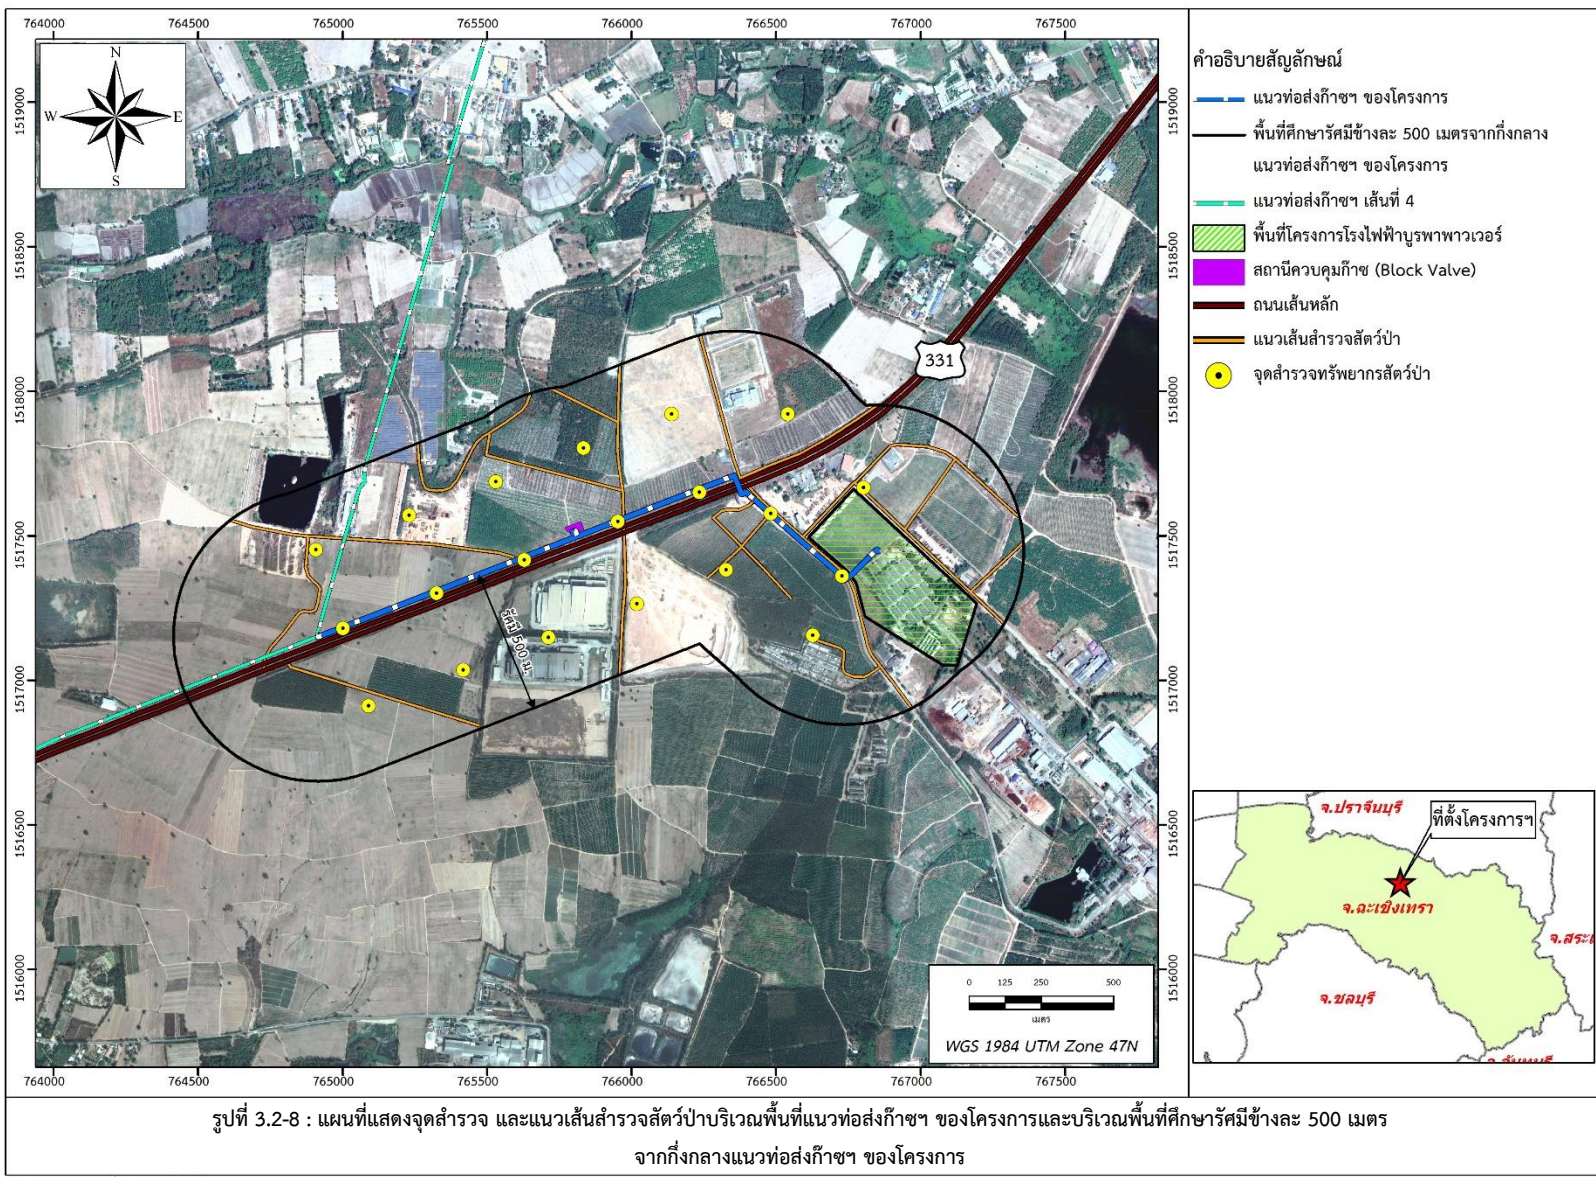 764000 764500 765000 765500 766000 766500 767000 767500
N
W E
S
1519000
1518500
1518000
1517500
1517000
1516500
1516000
1519000
1518500
1518000
1517500
1517000
1516500
1516000
331
รัศมี 500 ม.
0 125 250 500
เมตร
WGS 1984 UTM Zone 47N
764000 764500 765000 765500 766000 766500 767000 767500
คำอธิบายสัญลักษณ์
แนวท่อส่งก๊าซฯ ของโครงการ
พื้นที่ศึกษารัศมีข้างละ 500 เมตรจากกึ่งกลาง
แนวท่อส่งก๊าซฯ ของโครงการ
แนวท่อส่งก๊าซฯ เส้นที่ 4
พื้นที่โครงการโรงไฟฟ้าบูรพาพาวเวอร์
สถานีควบคุมก๊าซ (Block Valve)
ถนนเส้นหลัก
แนวเส้นสำรวจสัตว์ป่า
จุดสำรวจทรัพยากรสัตว์ป่า
จ.ปราจีนบุรี
ที่ตั้งโครงการฯ
จ.ฉะเชิงเทรา
จ.ชลบุรี
รูปที่ 3.2-8 : แผนที่แสดงจุดสำรวจ และแนวเส้นสำรวจสัตว์ป่าบริเวณพื้นที่แนวท่อส่งก๊าซฯ ของโครงการและบริเวณพื้นที่ศึกษารัศมีข้างละ 500 เมตร
จากกึ่งกลางแนวท่อส่งก๊าซฯ ของโครงการ